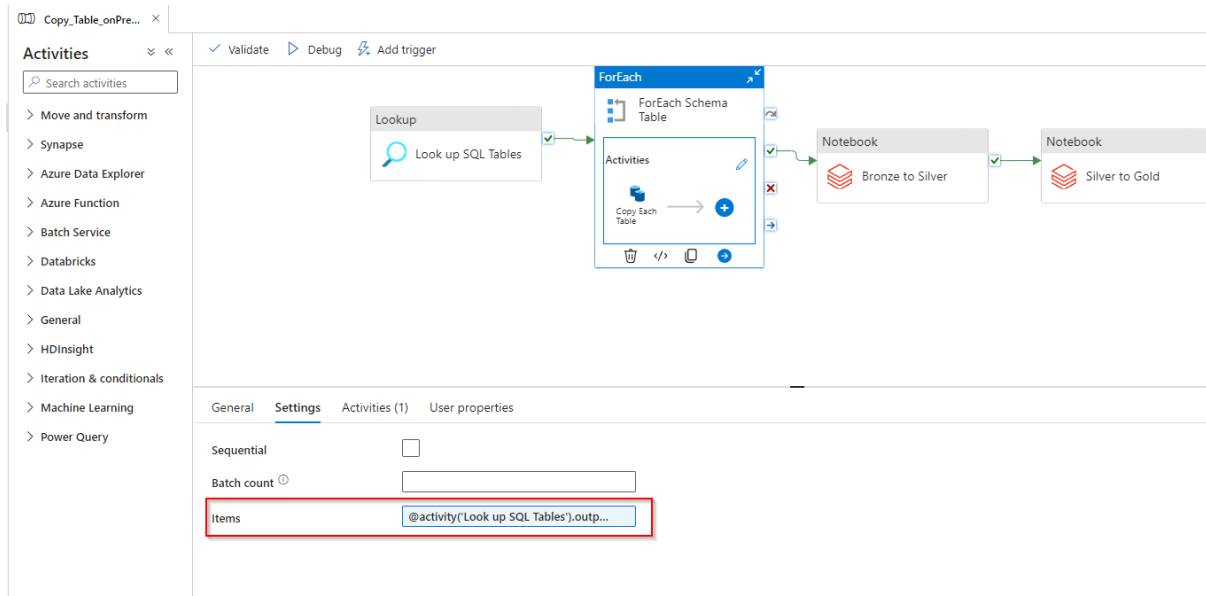 Copy_Table_onPre...
Activities
Search activities
Move and transform
Synapse
Azure Data Explorer
Azure Function
Batch Service
Databricks
Data Lake Analytics
General
HDInsight
Iteration & conditionals
Machine Learning
Power Query
Validate
Debug
Add trigger
Lookup
Look up SQL Tables
ForEach
ForEach Schema
Table
Activities
Copy Each
Table
Notebook
Bronze to Silver
Notebook
Silver to Gold
General
Settings
Activities (1)
User properties
Sequential
Batch count
Items
@activity('Look up SQL Tables').outp...